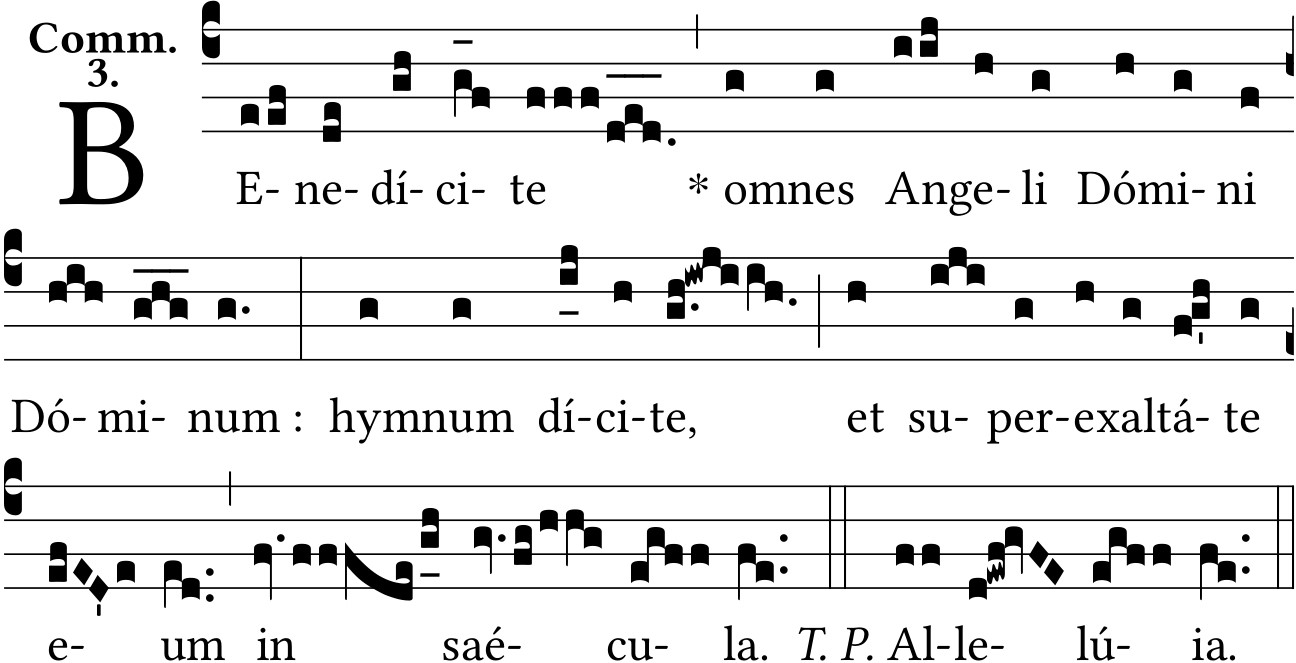 Comm.
3.
BE- ne- dí- ci- te * omnes Ange- li Dómi- ni
Dó- mi- num : hymnum dí-ci-te, et su- per-exaltá- te
e- um in saé- cu- la. T. P. Al-le- lú- ia.